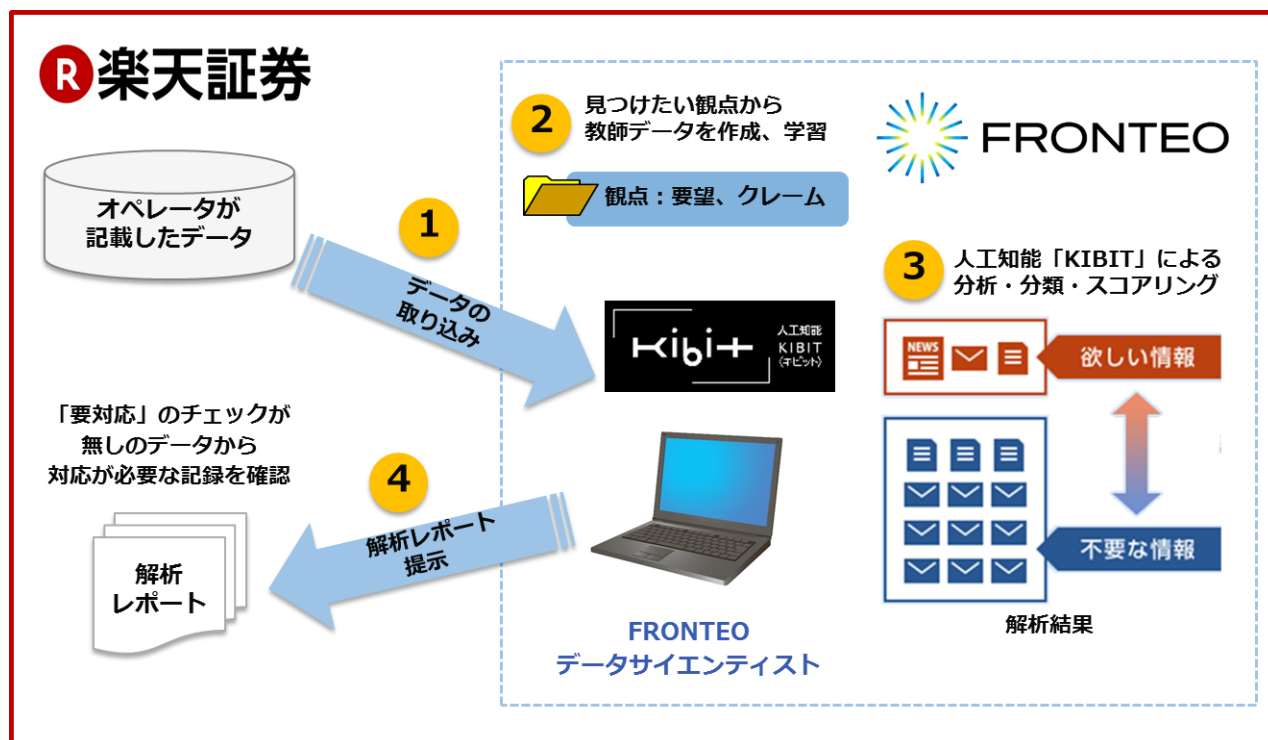 R楽天証券
オペレータが
記載したデータ
1
データの
取り込み
2
見つけたい観点から
教師データを作成、学習
観点：要望、クレーム
FRONTEO
Kibit
人工知能
KIBIT
〈キビット〉
3
人工知能「KIBIT」による
分析・分類・スコアリング
NEWS
欲しい情報
不要な情報
解析結果
FRONTEO
データサイエンティスト
4
解析レポート
提示
「要対応」のチェックが
無しのデータから
対応が必要な記録を確認
解析
レポート